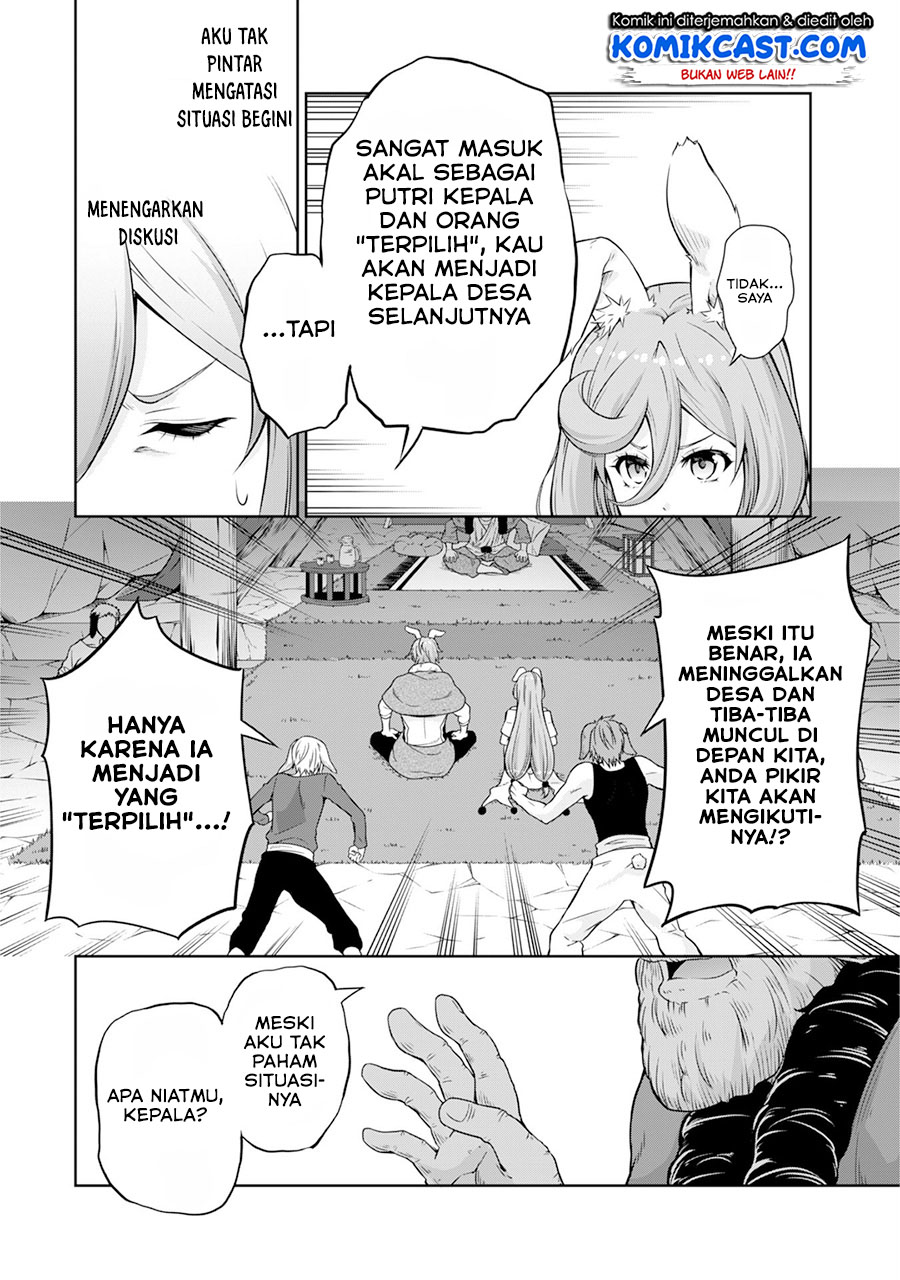 Komik ini diterjemahkan & diedit oleh
KOMIKCAST.COM
BUKAN WEB LAIN!!
TIDAK...
SAYA
SANGAT MASUK
AKAL SEBAGAI
PUTRI KEPALA
DAN ORANG
"TERPILIH", KAU
AKAN MENJADI
KEPALA DESA
SELANJUTNYA
...TAPI
AKU TAK
PINTAR
MENGATASI
SITUASI BEGINI
MENENGARKAN
DISKUSI
MESKI ITU
BENAR, IA
MENINGGALKAN
DESA DAN
TIBA-TIBA
MUNCUL DI
DEPAN KITA,
ANDA PIKIR
KITA AKAN
MENGIKUTI-
NYA!?
HANYA
KARENA IA
MENJADI
YANG
"TERPILIH"...!
MESKI
AKU TAK
PAHAM
SITUASI-
NYA
APA NIATMU,
KEPALA?